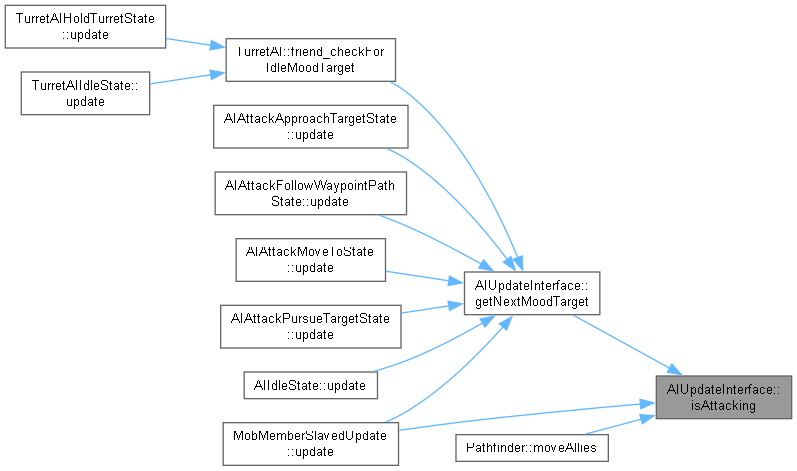 TurretAIHoldTurretState
::update
TurretAI::friend_checkFor
IdleMoodTarget
TurretAIIdleState::
update
AIAttackApproachTargetState
::update
AIAttackFollowWaypointPath
State::update
AIAttackMoveToState
::update
AIUpdateInterface::
getNextMoodTarget
AIAttackPursueTargetState
::update
AIIdleState::update
AIUpdateInterface::
isAttacking
MobMemberSlavedUpdate
::update
Pathfinder::moveAllies